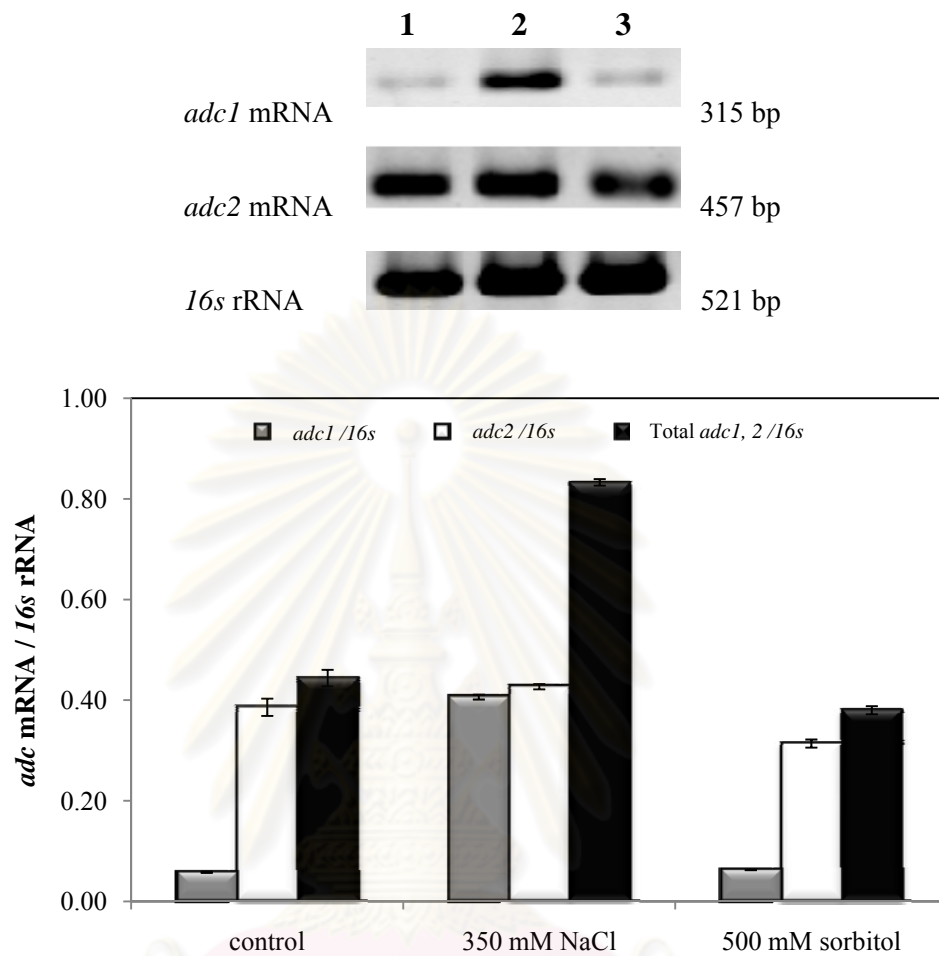 1 2 3
adc1 mRNA 315 bp
adc2 mRNA 457 bp
16s rRNA 521 bp
1.00
adc1 /16s adc2 /16s Total adc1, 2 /16s
0.80
0.60
0.40
0.20
0.00
adc mRNA / 16s rRNA
control 350 mM NaCl 500 mM sorbitol